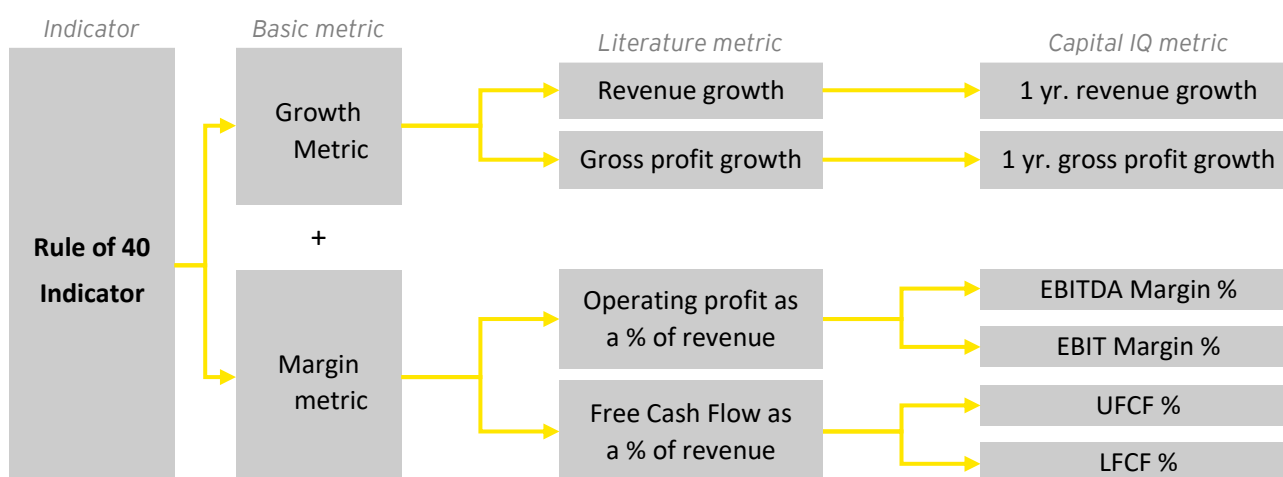 Indicator
Basic metric
Literature metric
Capital IQ metric
Rule of 40
Indicator
Growth
Metric
+
Margin
metric
Revenue growth
Gross profit growth
Operating profit as
a % of revenue
Free Cash Flow as
a % of revenue
1 yr. revenue growth
1 yr. gross profit growth
EBITDA Margin %
EBIT Margin %
UFCF %
LFCF %